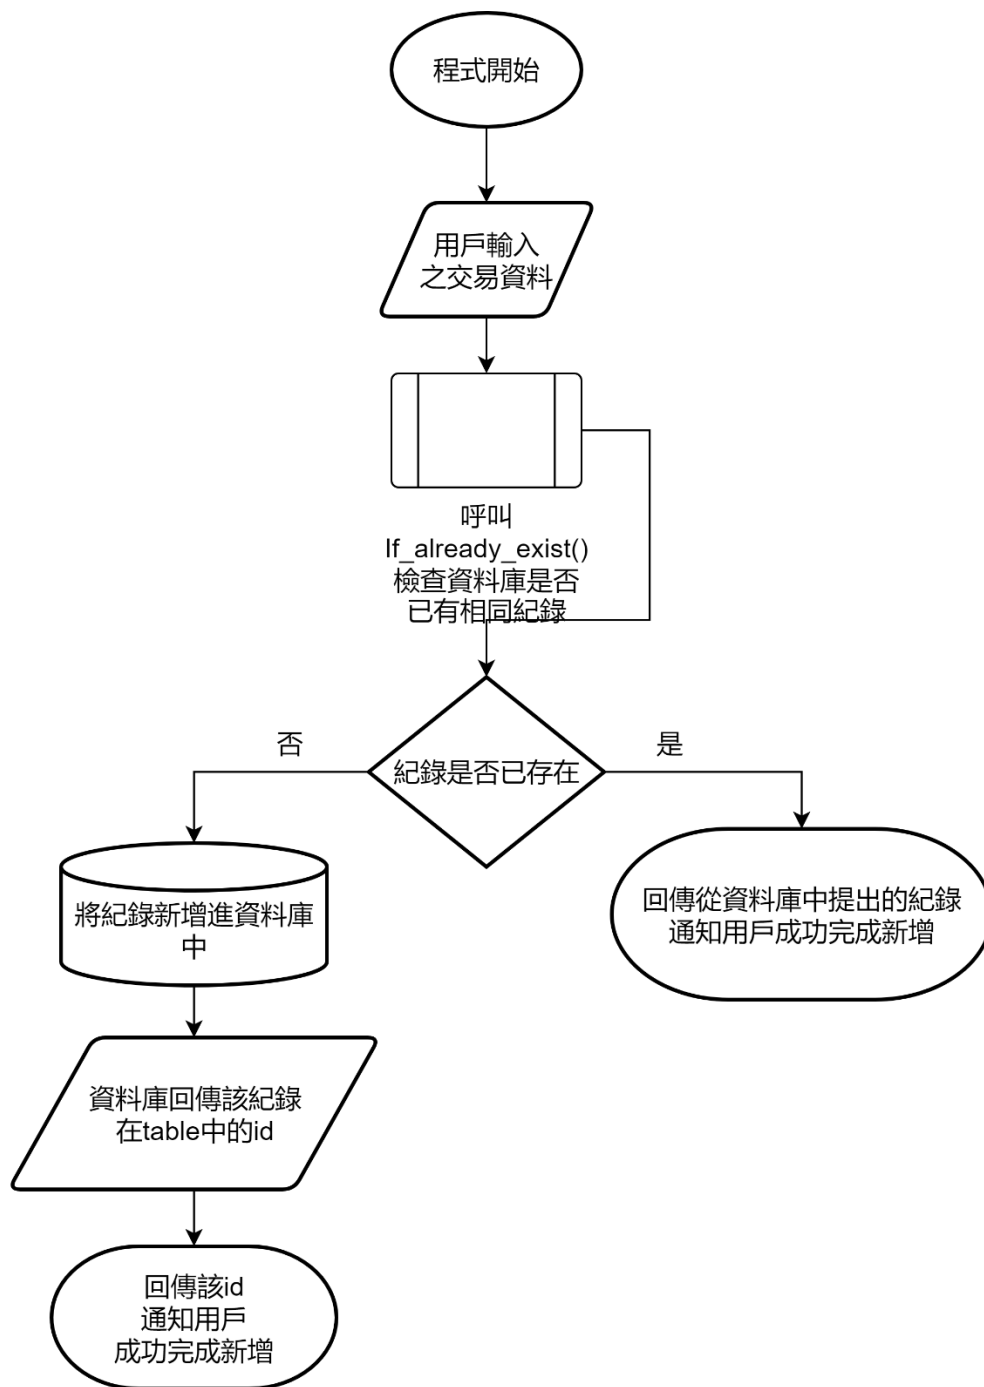 程式開始
用戶輸入
之交易資料
呼叫
If_already_exist()
檢查資料庫是否
已有相同紀錄
否
是
紀錄是否已存在
將紀錄新增進資料庫
中
回傳從資料庫中提出的紀錄
通知用戶成功完成新增
資料庫回傳該紀錄
在table中的id
回傳該id
通知用戶
成功完成新增